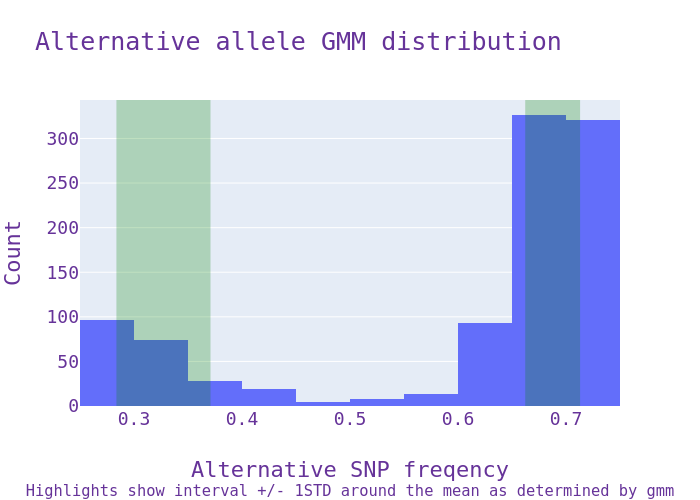 Alternative allele GMM distribution
Count
300
250
200
150
100
50
0
0.3 0.4 0.5 0.6 0.7
Alternative SNP freqency
Highlights show interval +/- 1STD around the mean as determined by gmm